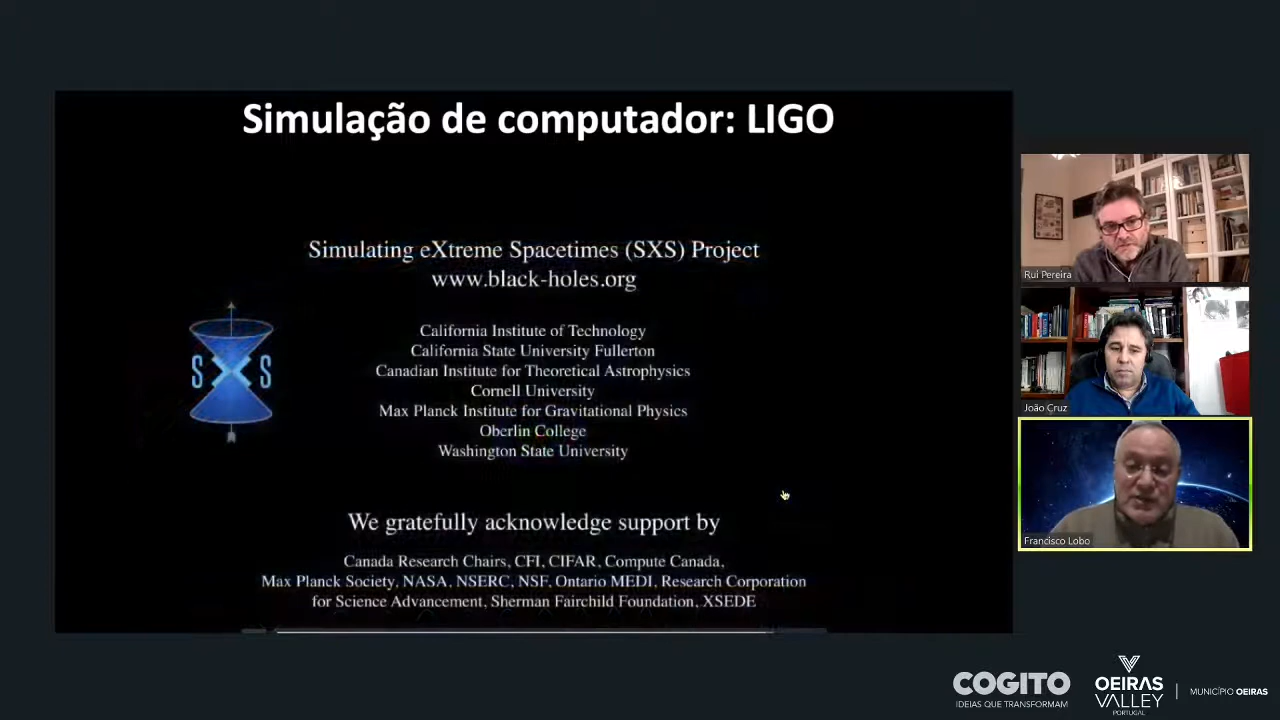 Simulação de computador: LIGO
Simulating eXtreme Spacetimes (SXS) Project
www.black-holes.org
SXS
California Institute of Technology
California State University Fullerton
Canadian Institute for Theoretical Astrophysics
Cornell University
Max Planck Institute for Gravitational Physics
Oberlin College
Washington State University
We gratefully acknowledge support by
Canada Research Chairs, CFI, CIFAR, Compute Canada,
Max Planck Society, NASA, NSERC, NSF, Ontario MEDI, Research Corporation
for Science Advancement, Sherman Fairchild Foundation, XSEDE
Rui Pereira
João Cruz
Francisco Lobo
COGITO
IDEIAS QUE TRANSFORMAM
OEIRAS
VALLEY
PORTUGAL
MUNICÍPIO OEIRAS